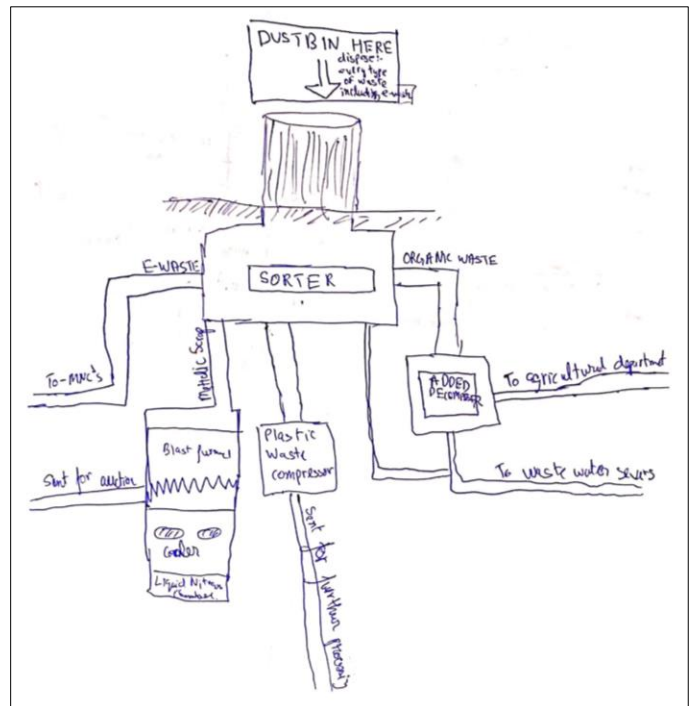 DUSTBIN HERE
dispose
every type
of waste
including e-waste
E-WASTE
ORGANIC WASTE
SORTER
Metallic Scrap
To-MNC's
To agricultural department
ADDED
DECOMPOSER
Plastic
Waste
compressor
Blast furnace
Sent for auction
To waste water sewers
Cooler
Liquid
Chamber
Sent for further processing